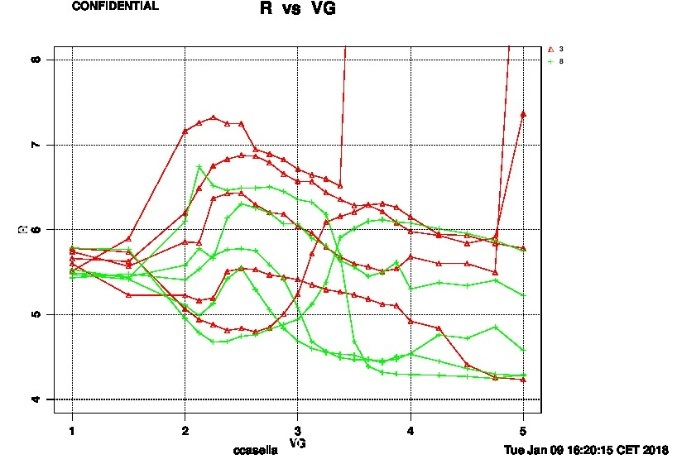 CONFIDENTIAL
R vs VG
3
8
8
7
6
5
4
R
1 2 3 4 5
VG
ccasella
Tue Jan 09 16:20:15 CET 2018